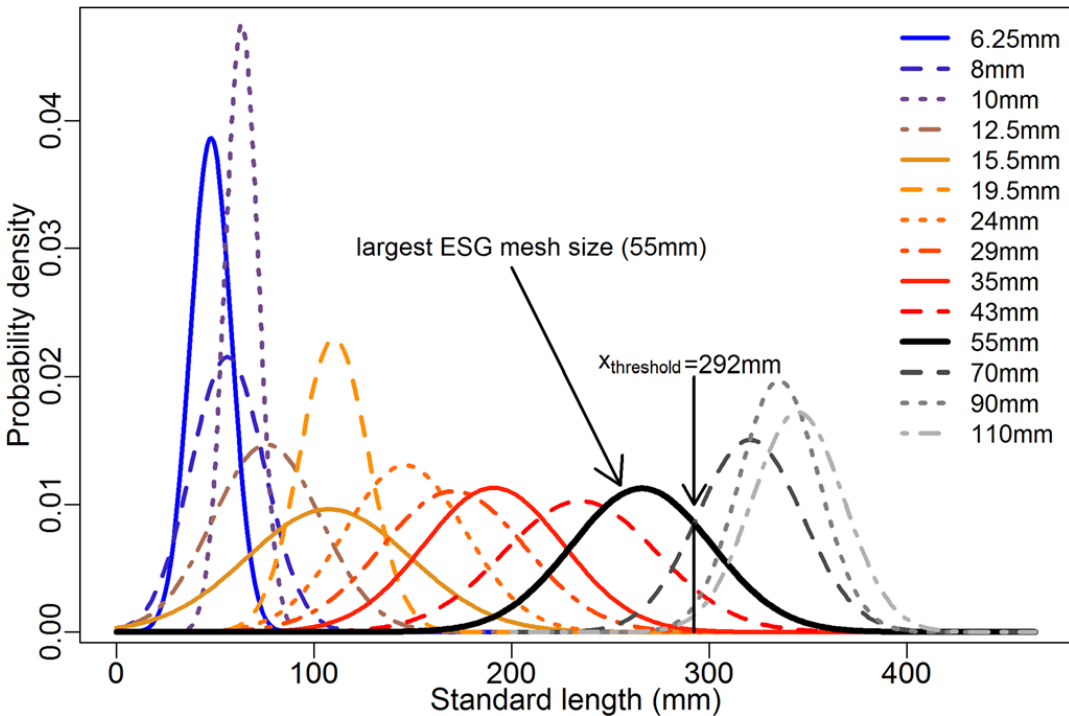 6.25mm
8mm
10mm
12.5mm
15.5mm
19.5mm
24mm
29mm
35mm
43mm
55mm
70mm
90mm
110mm
largest ESG mesh size (55mm)
xthreshold=292mm
Probability density
0.04
0.03
0.02
0.01
0.00
0
100
200
300
400
Standard length (mm)